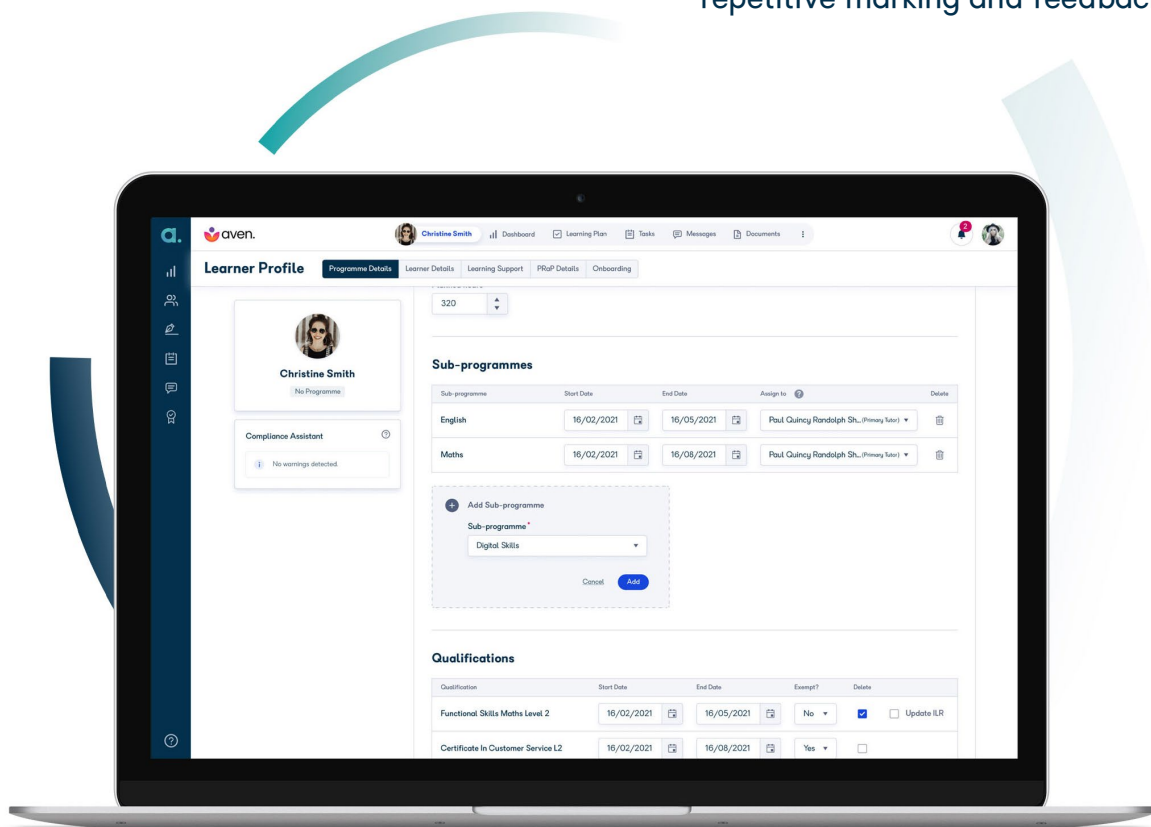 repetitive marking and feedbac
a. aven. Christine Smith Dashboard Learning Plan Tasks Messages Documents 2
Learner Profile Programme Details Learner Details Learning Support PRaP Details Onboarding
320
Christine Smith
No Programme
Compliance Assistant
No warnings detected.
Sub-programmes
Sub-programme Start Date End Date Assign to ? Delete
English 16/02/2021 16/05/2021 Paul Quincy Randolph Sh... (Primary Tutor)
Maths 16/02/2021 16/08/2021 Paul Quincy Randolph Sh... (Primary Tutor)
Add Sub-programme
Sub-programme*
Digital Skills
Cancel Add
Qualifications
Qualification Start Date End Date Exempt? Delete
Functional Skills Maths Level 2 16/02/2021 16/05/2021 No Update ILR
Certificate In Customer Service L2 16/02/2021 16/08/2021 Yes